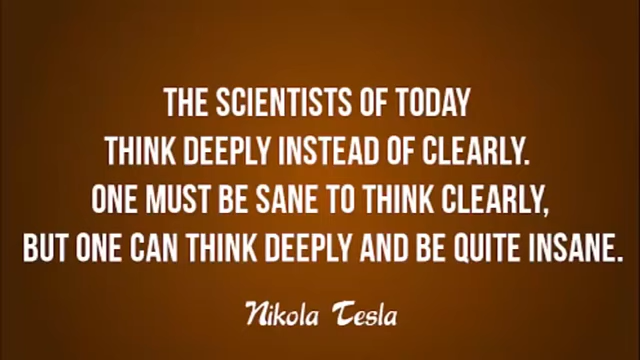 THE SCIENTISTS OF TODAY
THINK DEEPLY INSTEAD OF CLEARLY.
ONE MUST BE SANE TO THINK CLEARLY,
BUT ONE CAN THINK DEEPLY AND BE QUITE INSANE.
Nikola Tesla